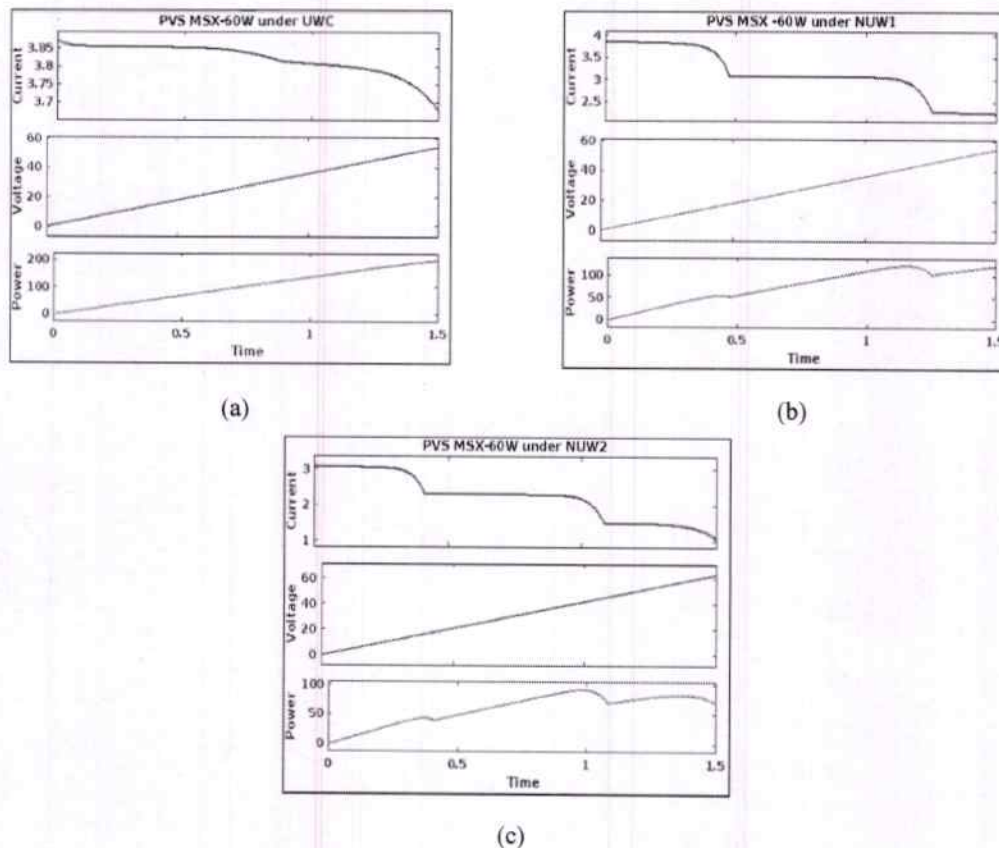 PVS MSX-60W under UWC
Current
3.85
3.8
3.75
3.7
Voltage
60
40
20
0
Power
200
100
0
0
0.5
1
1.5
Time
(a)
PVS MSX -60W under NUW1
Current
4
3.5
3
2.5
Voltage
60
40
20
0
Power
100
50
0
0
0.5
1
1.5
Time
(b)
PVS MSX-60W under NUW2
Current
3
2
1
Voltage
60
40
20
0
Power
100
50
0
0
0.5
1
1.5
Time
(c)